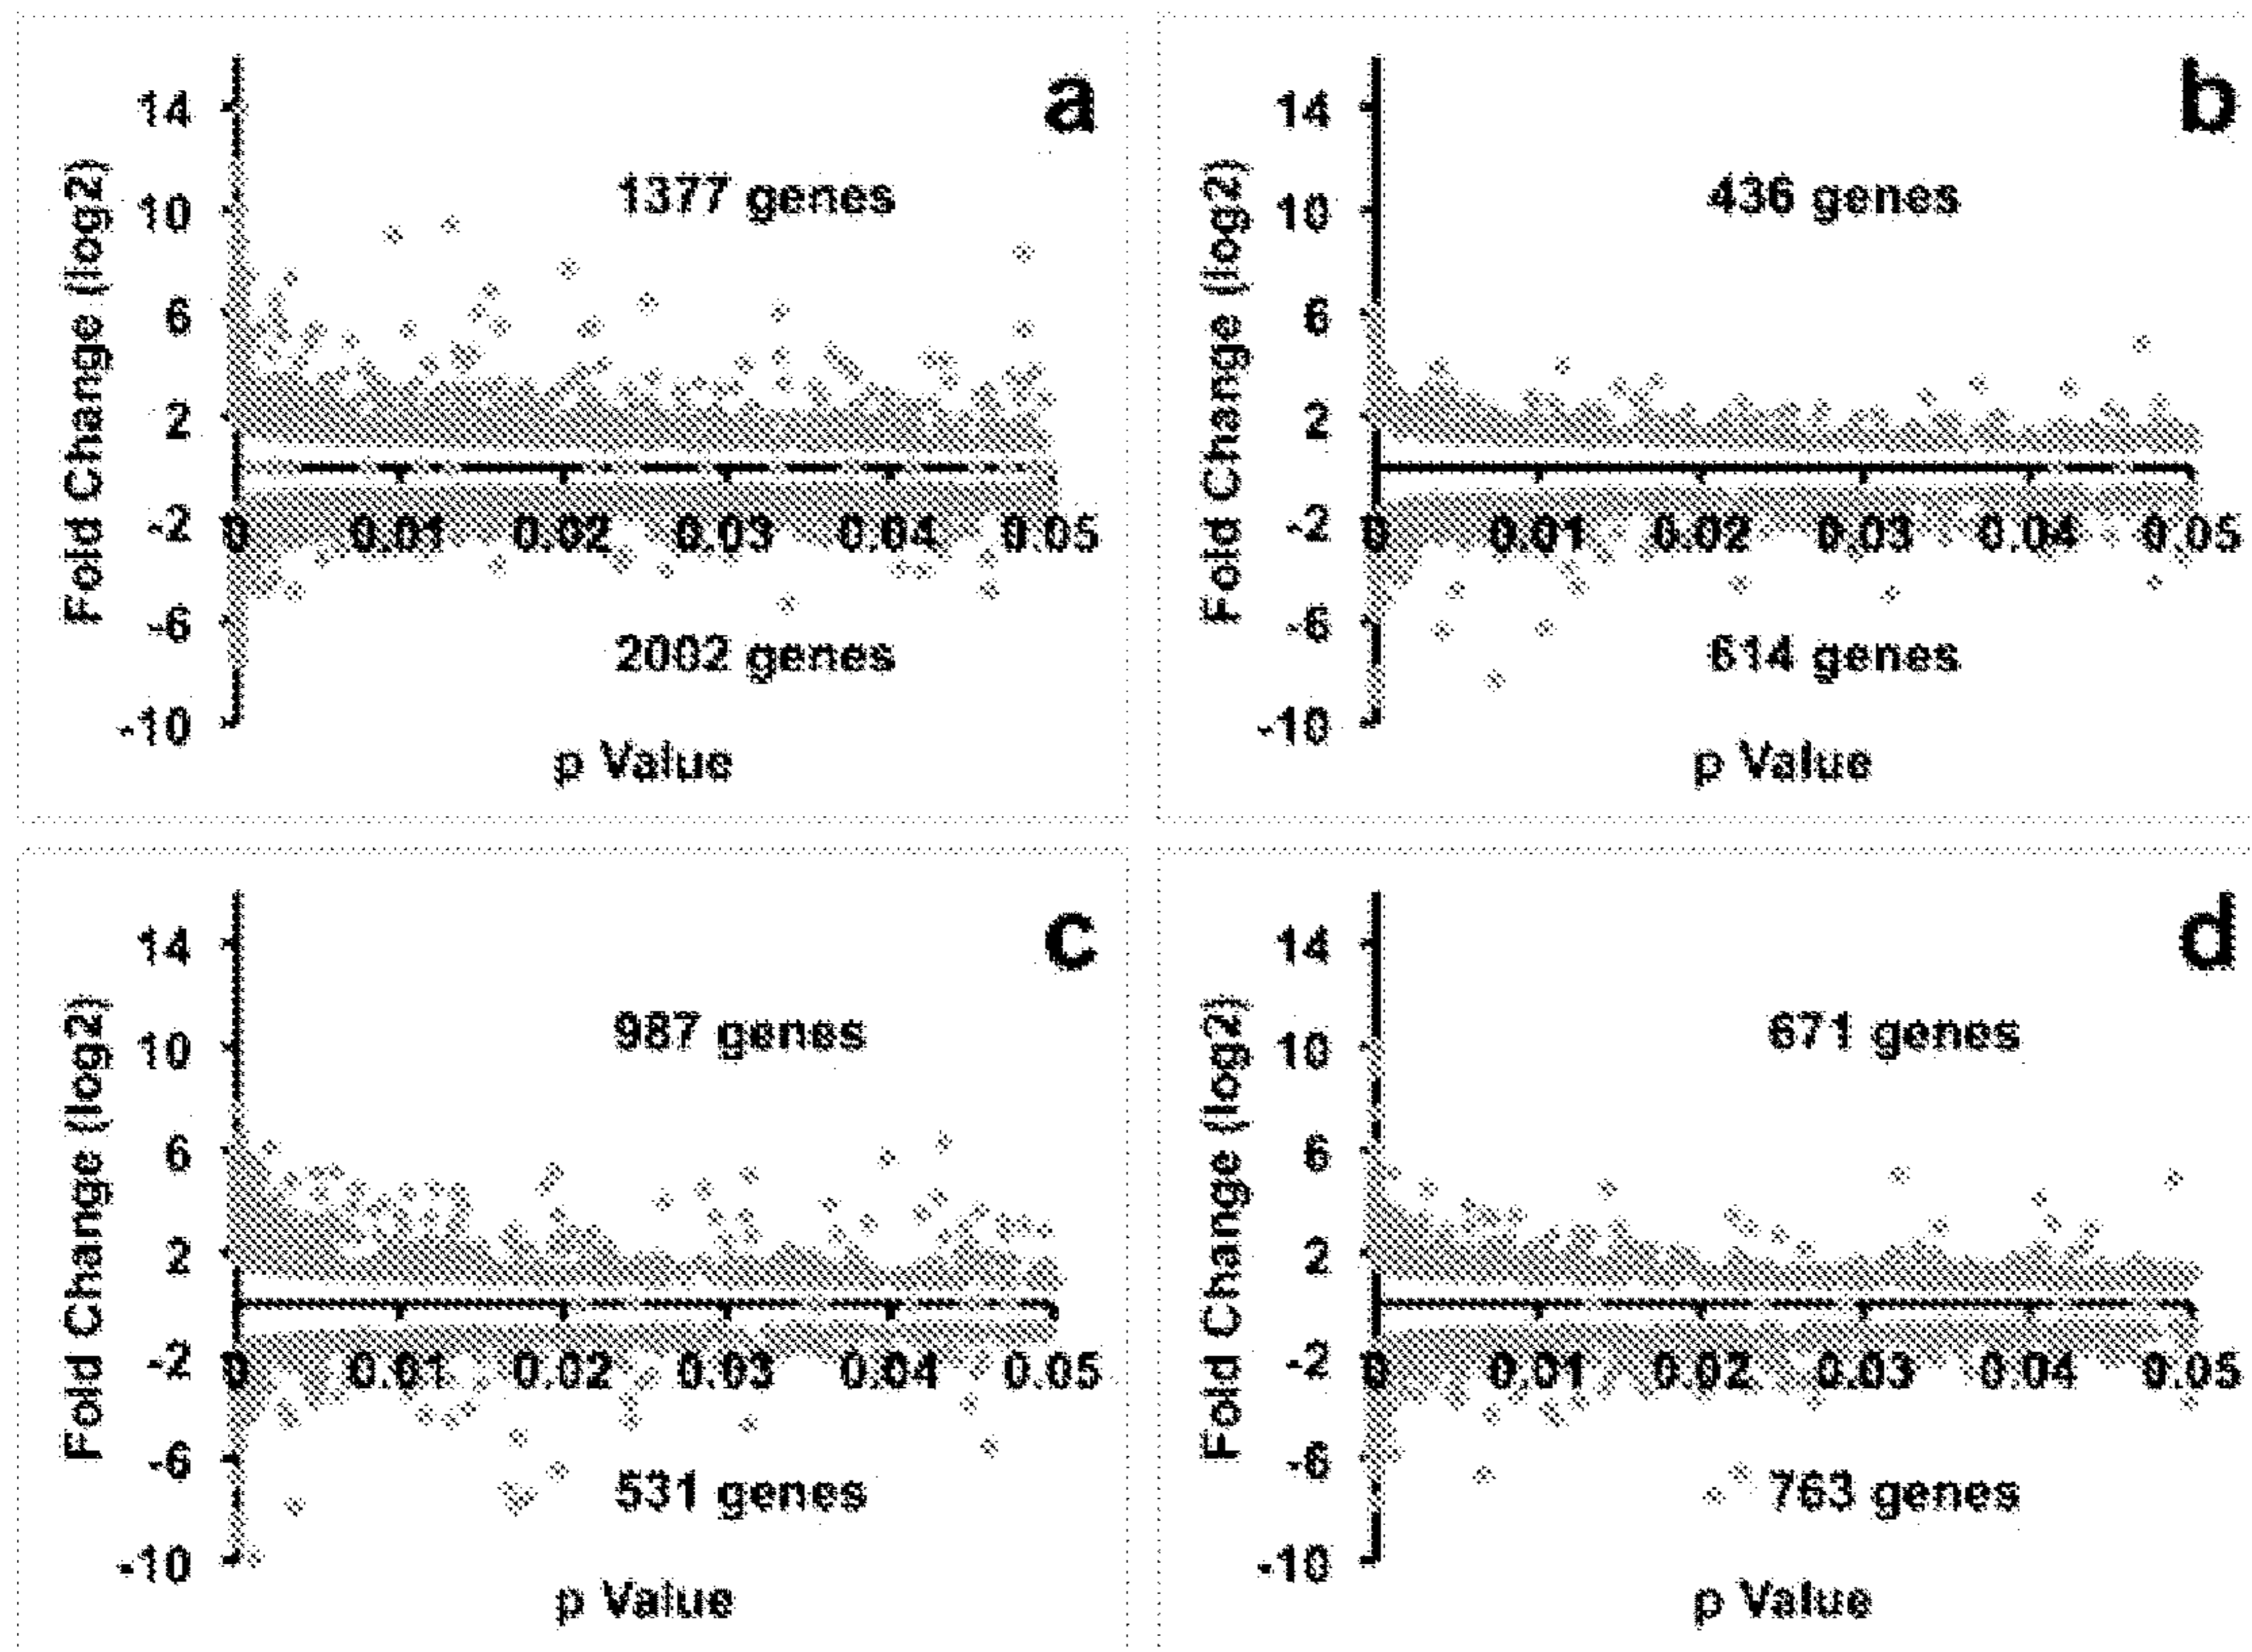 a
14
10
6
2
-2
-6
-10
Fold Change (log2)
1377 genes
0 0.01 0.02 0.03 0.04 0.05
2002 genes
p Value
b
14
10
6
2
-2
-6
-10
Fold Change (log2)
436 genes
0 0.01 0.02 0.03 0.04 0.05
614 genes
p Value
c
14
10
6
2
-2
-6
-10
Fold Change (log2)
987 genes
0 0.01 0.02 0.03 0.04 0.05
531 genes
p Value
d
14
10
6
2
-2
-6
-10
Fold Change (log2)
671 genes
0 0.01 0.02 0.03 0.04 0.05
763 genes
p Value